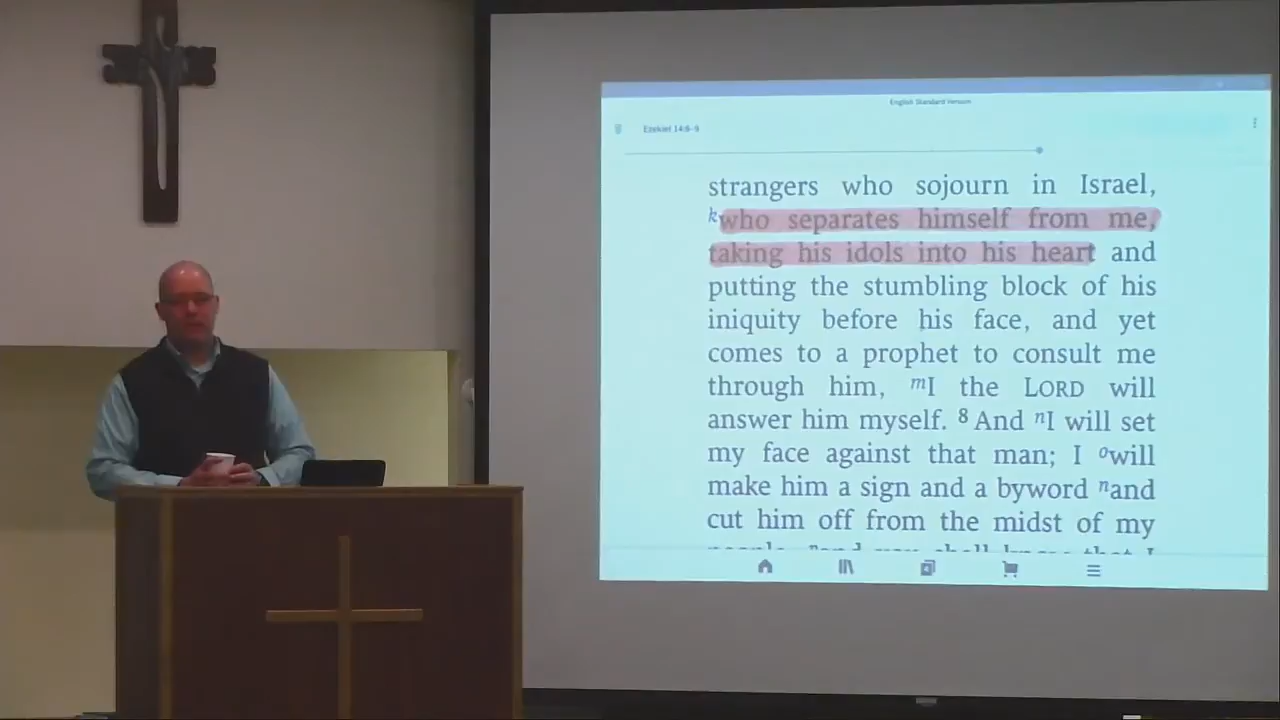 English Standard Version
Ezekiel 14:6–9
strangers who sojourn in Israel,
kwho separates himself from me,
taking his idols into his heart and
putting the stumbling block of his
iniquity before his face, and yet
comes to a prophet to consult me
through him, mI the LORD will
answer him myself. 8 And nI will set
my face against that man; I owill
make him a sign and a byword nand
cut him off from the midst of my